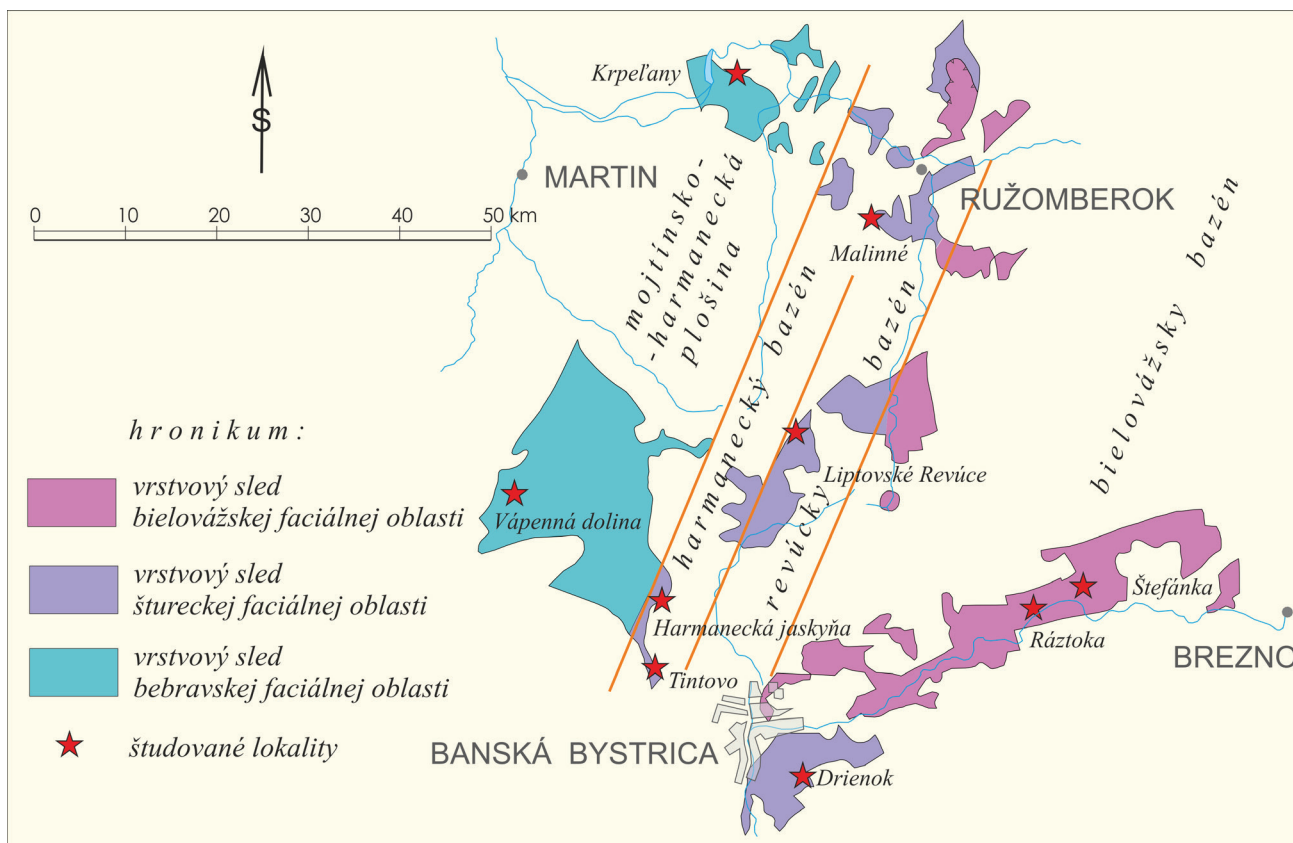 S
Krpeľany
MARTIN
RUŽOMBEROK
0 10 20 30 40 50 km
Malinné
mojtínsko-
-harmanecká
plošina
harmanecký bazén
revúcky bazén
bielovážsky bazén
hronikum:
vrstvový sled
bielovážskej faciálnej oblasti
vrstvový sled
štureckej faciálnej oblasti
vrstvový sled
bebravskej faciálnej oblasti
študované lokality
Liptovské Revúce
Vápenná dolina
Harmanecká jaskyňa
Tintovo
Štefánka
Ráztoka
BREZNO
BANSKÁ BYSTRICA
Drienok